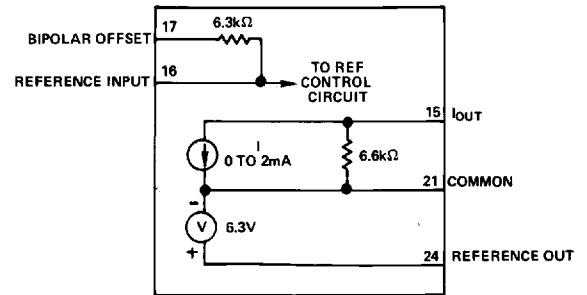 BIPOLAR OFFSET 17 6.3kΩ
REFERENCE INPUT 16
TO REF
CONTROL
CIRCUIT
15 IOUT
I
0 TO 2mA
6.6kΩ
21 COMMON
-
V 6.3V
+
24 REFERENCE OUT